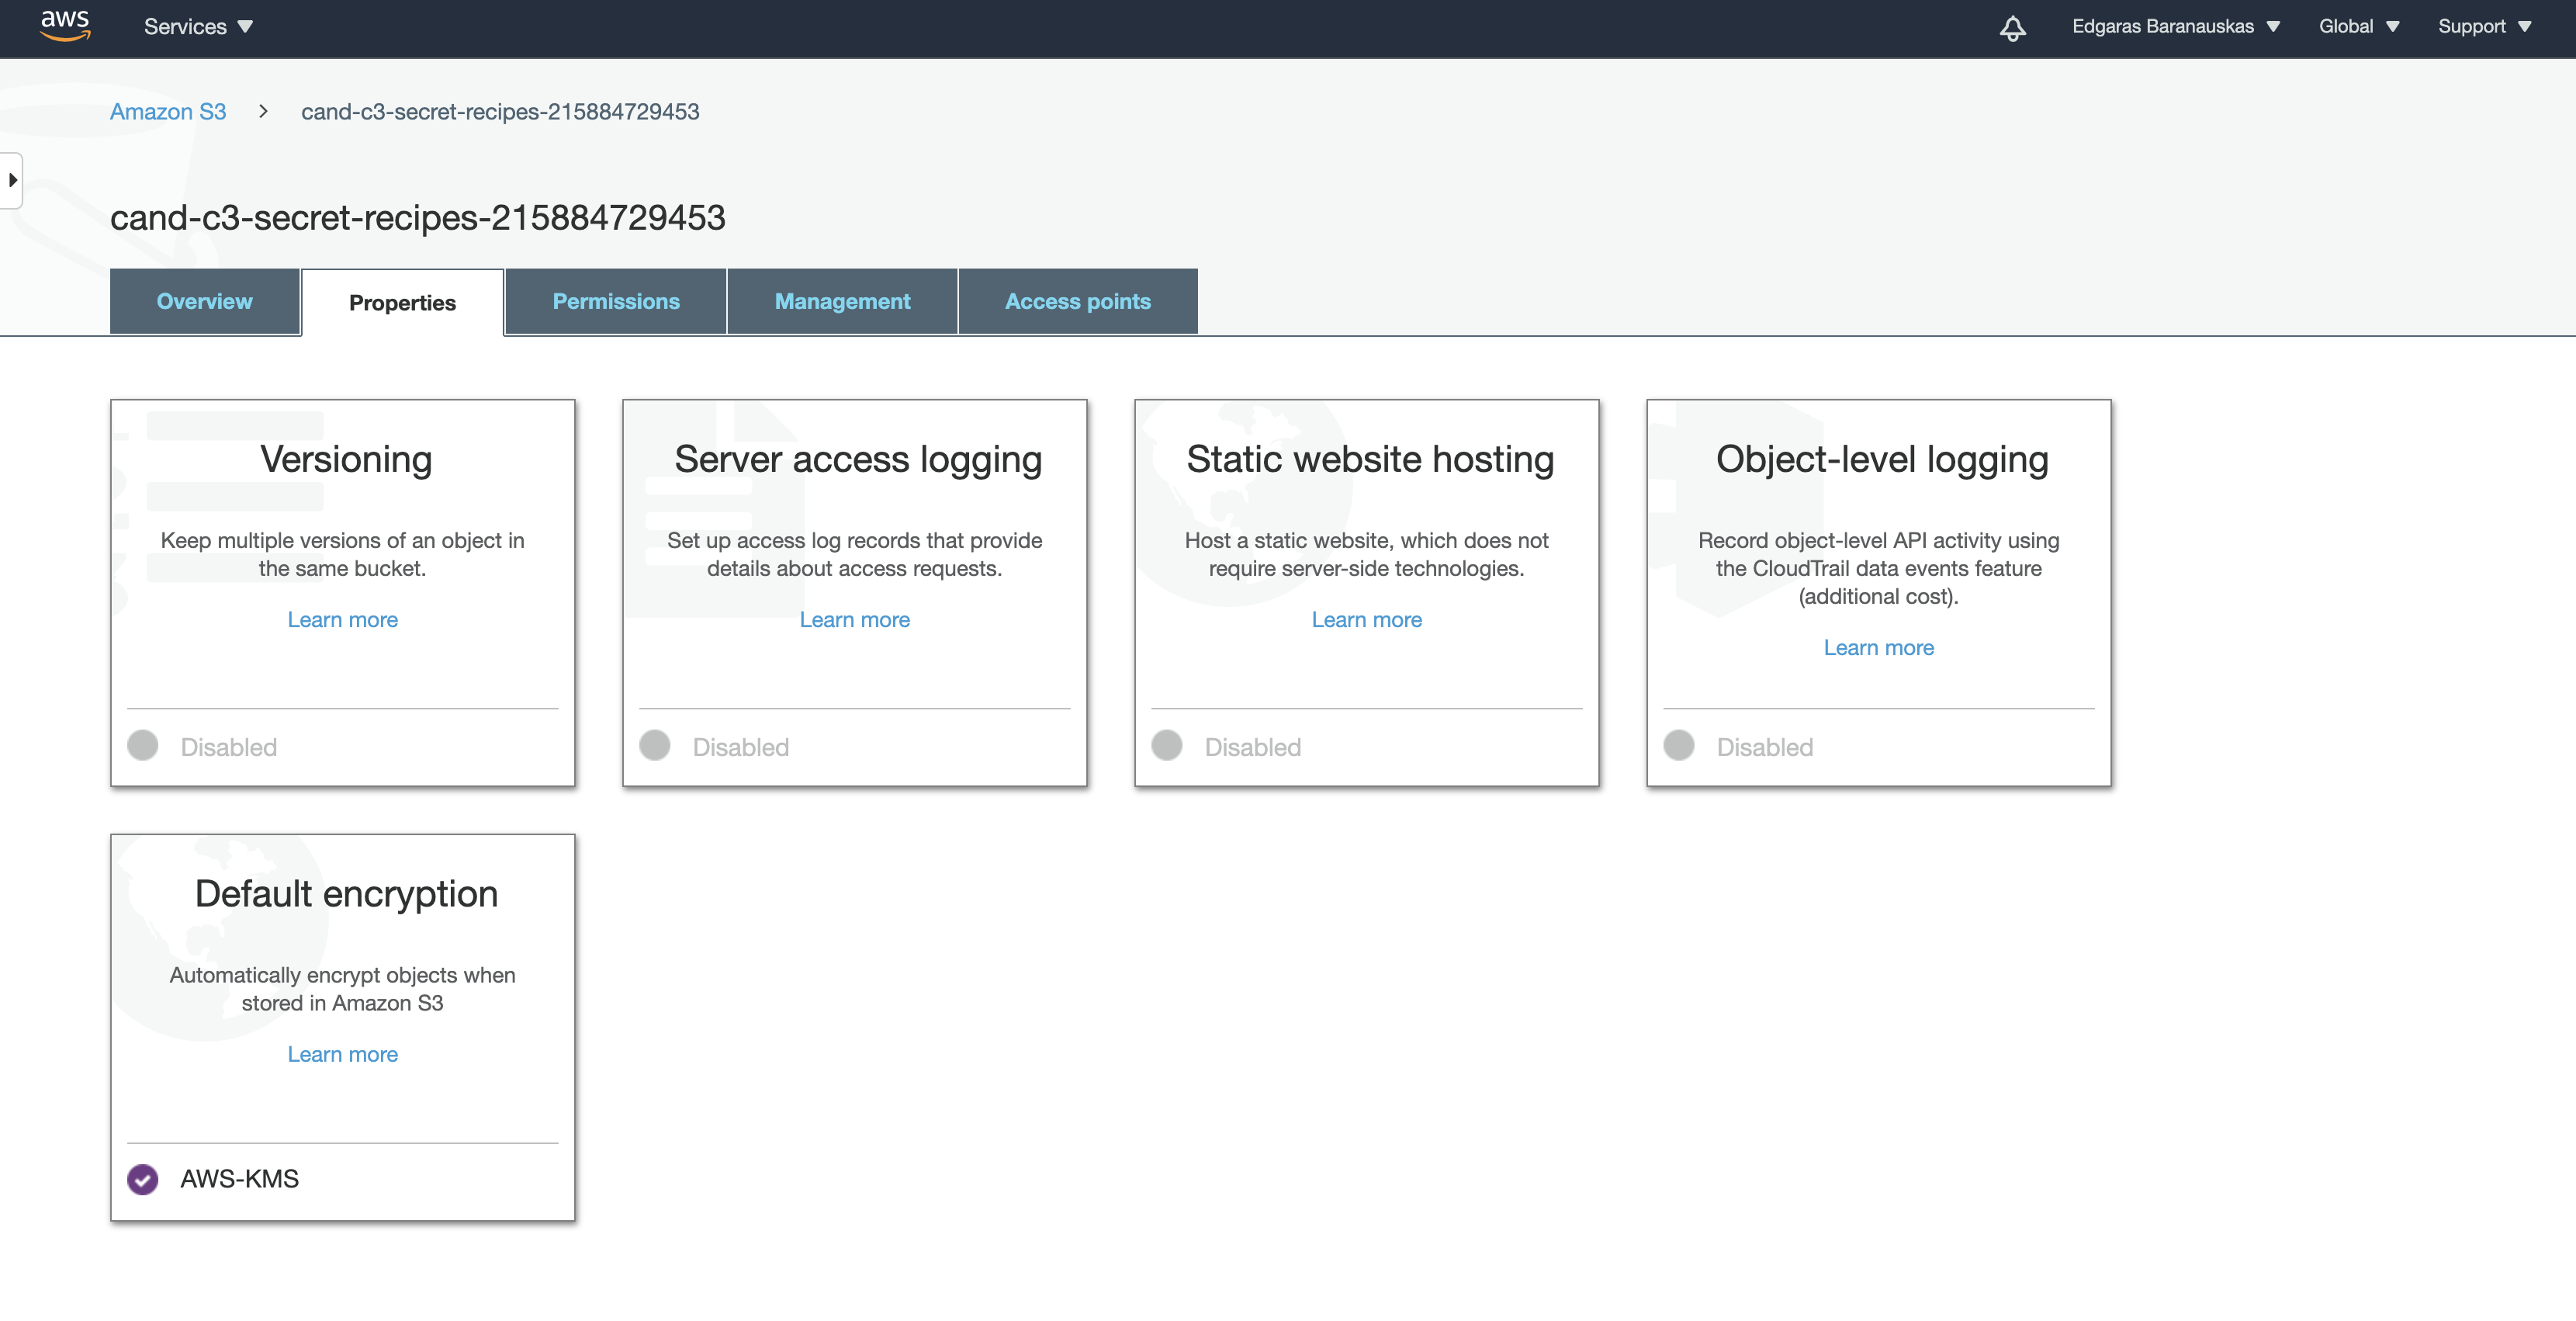 aws Services Edgaras Baranauskas Global Support
Amazon S3 > cand-c3-secret-recipes-215884729453
cand-c3-secret-recipes-215884729453
Overview Properties Permissions Management Access points
Versioning
Keep multiple versions of an object in
the same bucket.
Learn more
Disabled
Server access logging
Set up access log records that provide
details about access requests.
Learn more
Disabled
Static website hosting
Host a static website, which does not
require server-side technologies.
Learn more
Disabled
Object-level logging
Record object-level API activity using
the CloudTrail data events feature
(additional cost).
Learn more
Disabled
Default encryption
Automatically encrypt objects when
stored in Amazon S3
Learn more
AWS-KMS